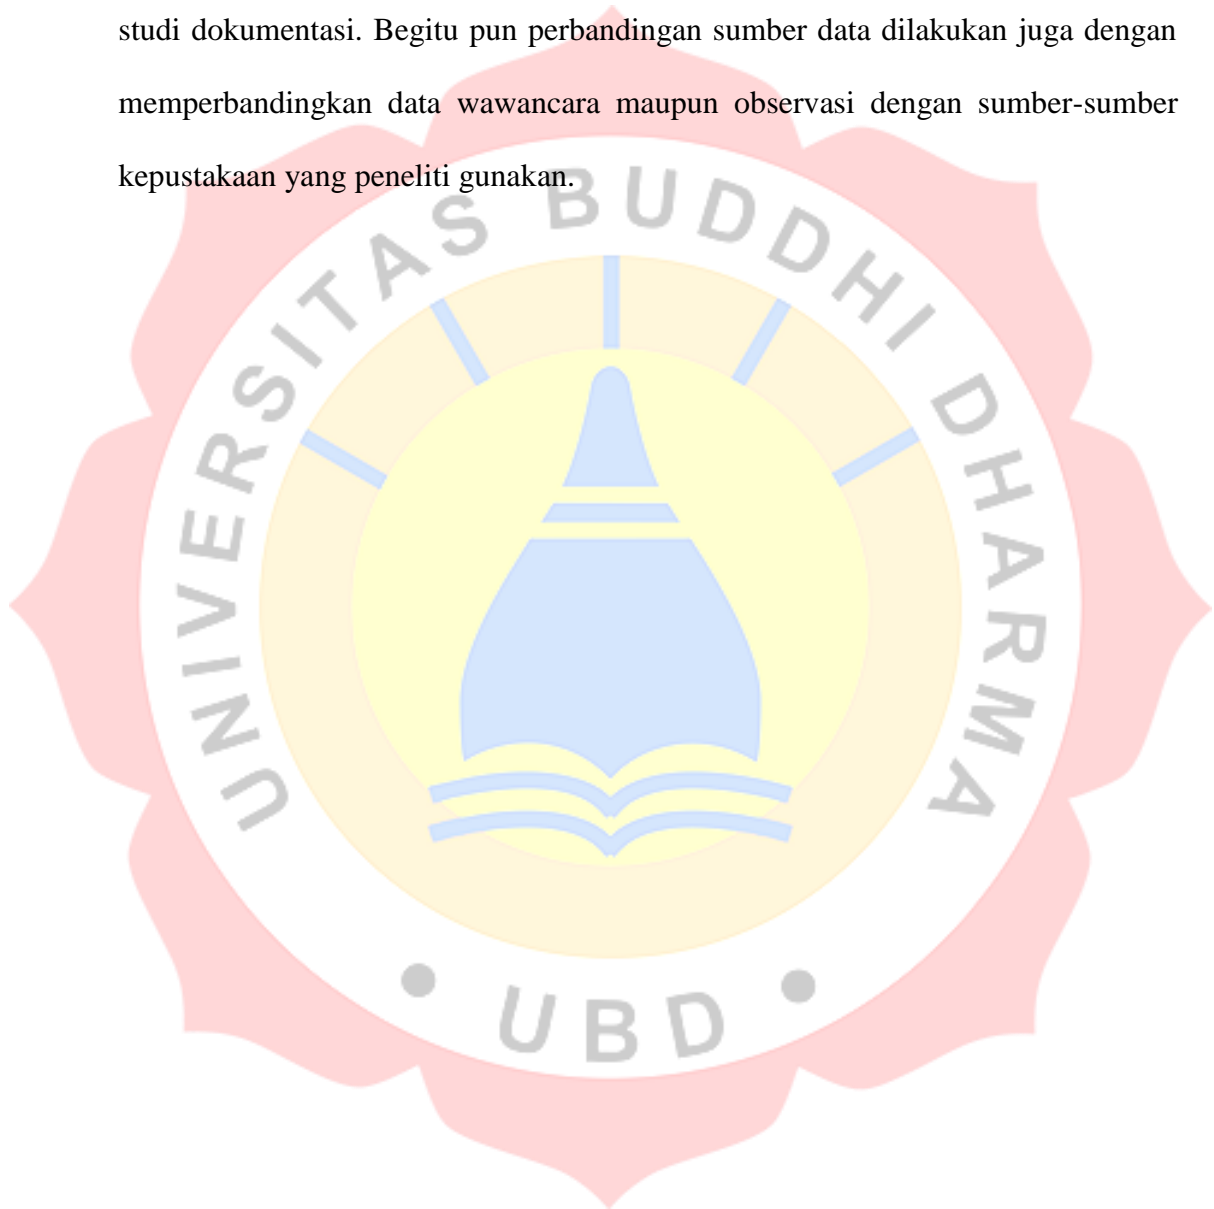 studi dokumentasi. Begitu pun perbandingan sumber data dilakukan juga dengan
memperbandingkan data wawancara maupun observasi dengan sumber-sumber
kepustakaan yang peneliti gunakan.
UNIVERSITAS BUDDHI DHARMA
• UBD •